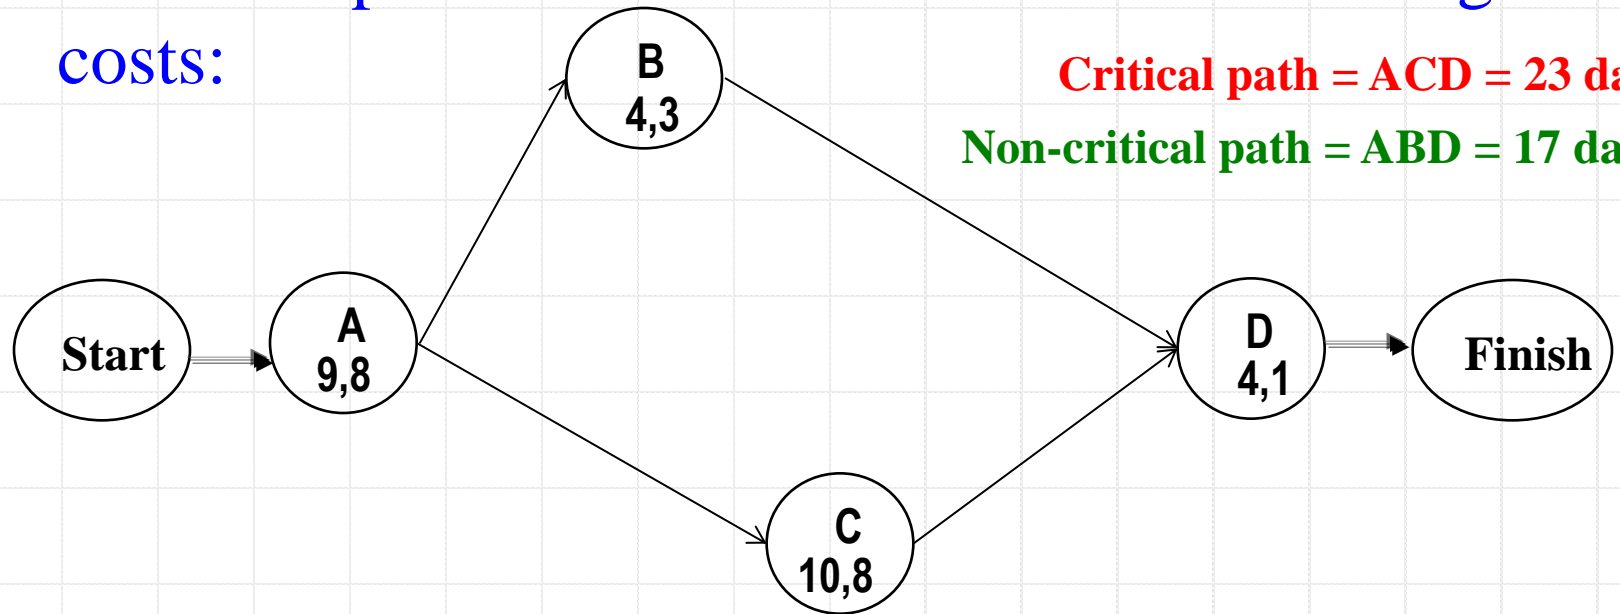 costs:
B
4,3
Critical path = ACD = 23
Non-critical path = ABD = 17
Start
A
9,8
D
4,1
Finish
C
10,8